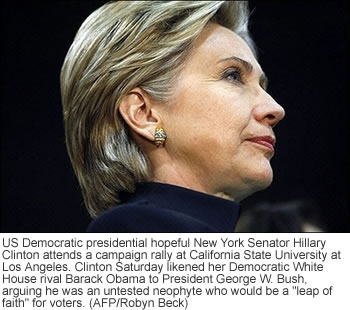 US Democratic presidential hopeful New York Senator Hillary
Clinton attends a campaign rally at California State University at
Los Angeles. Clinton Saturday likened her Democratic White
House rival Barack Obama to President George W. Bush,
arguing he was an untested neophyte who would be a "leap of
faith" for voters. (AFP/Robyn Beck)